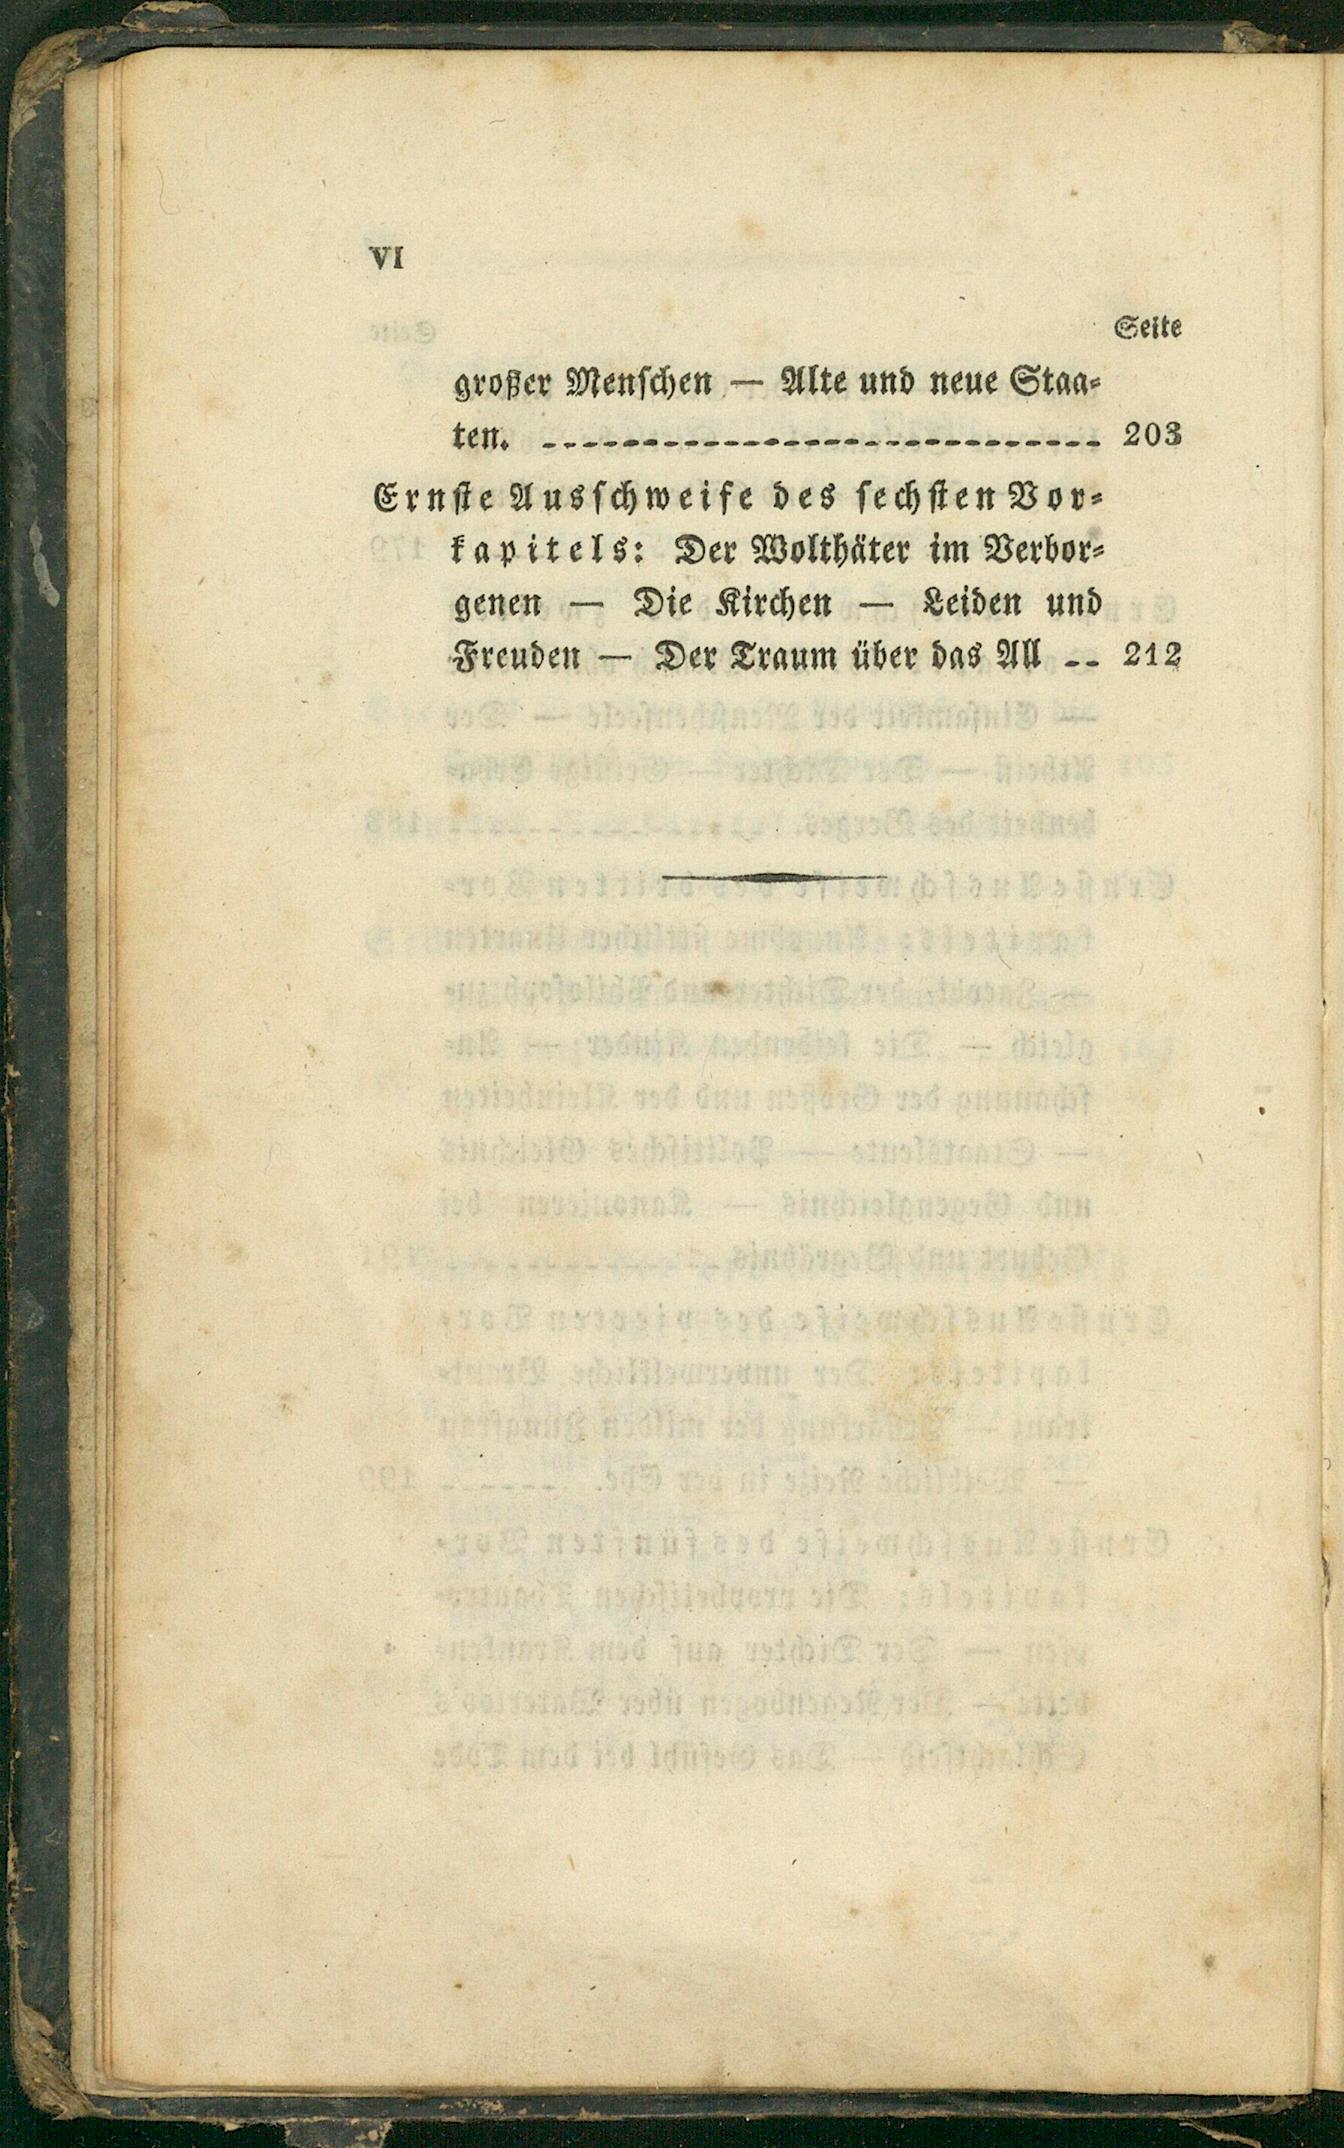 VI
Seite
großer Menſchen — Alte und neue Staa⸗
ten. ---------------------------- 203
Ernſte Ausſchweife des ſechſten Vor⸗
kapitels: Der Wolthäter im Verbor⸗
genen — Die Kirchen — Leiden und
Freuden — Der Traum über das All -- 212